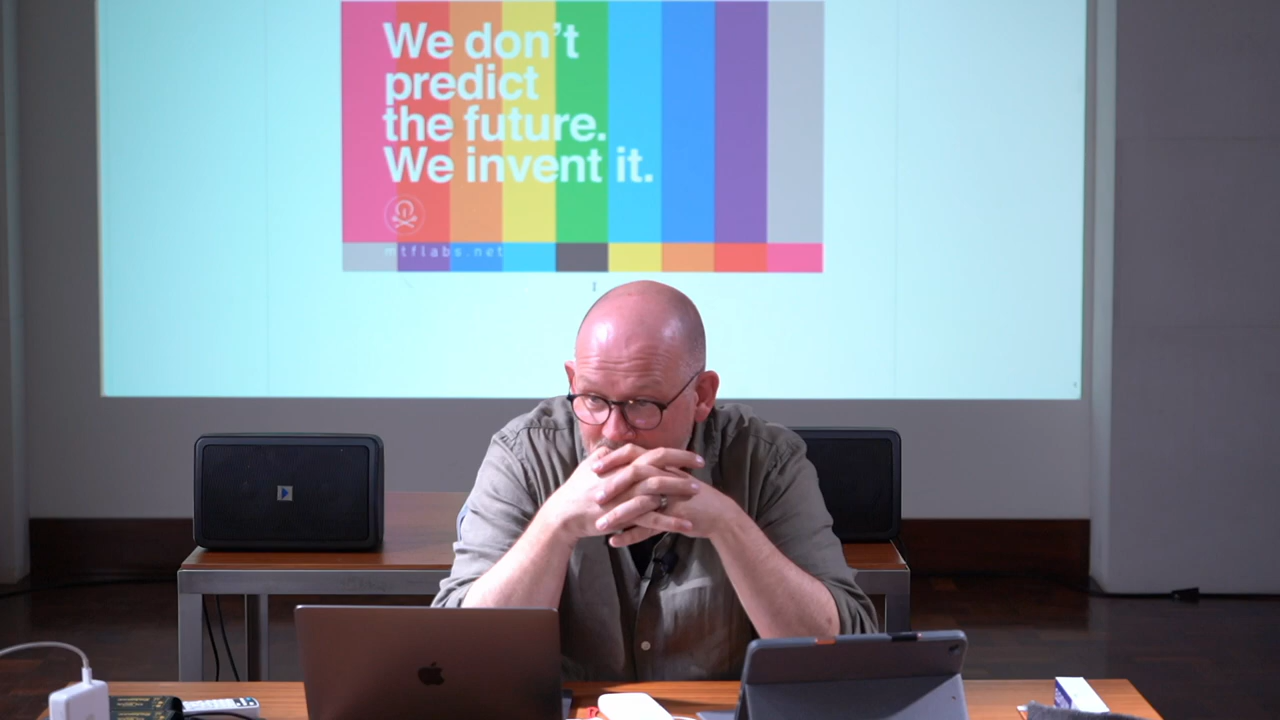 We don't
predict
the future.
We invent it.
mtflabs.net